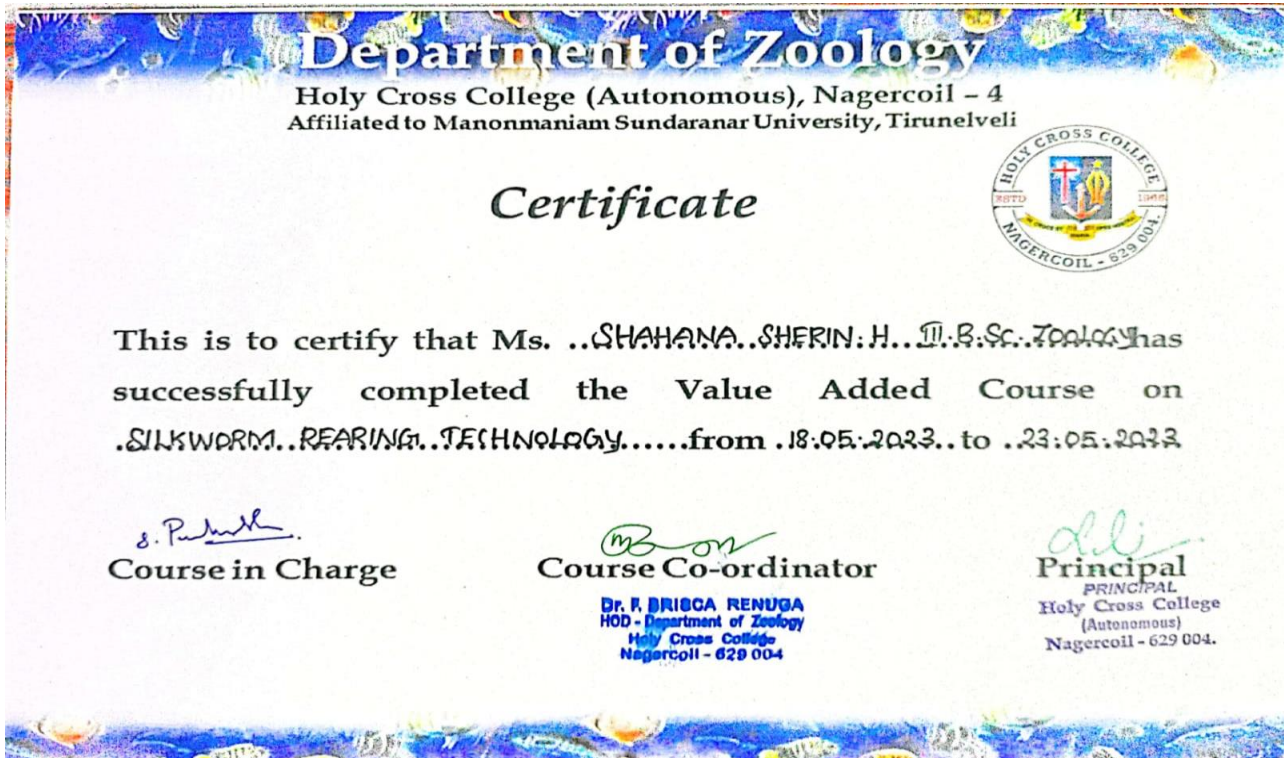 Department of Zoology
Holy Cross College (Autonomous), Nagercoil – 4
Affiliated to Manonmaniam Sundaranar University, Tirunelveli
HOLY CROSS COLLEGE
ESTD
NAGERCOIL - 629 004.
Certificate
This is to certify that Ms. ..SHAHANA..SHERIN.H..III.B.Sc.ZOOLOGY has
successfully completed the Value Added Course on
.SILKWORM..REARING..TECHNOLOGY......from .18.05.2023..to ..23.05.2023
Course in Charge
Course Co-ordinator
Dr. F. BRISCA RENUGA
HOD - Department of Zoology
Holy Cross College
Nagercoil - 629 004
Principal
PRINCIPAL
Holy Cross College
(Autonomous)
Nagercoil - 629 004.